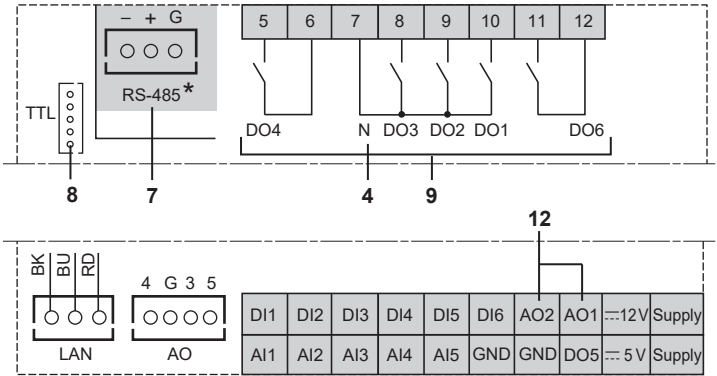 – + G
5 6 7 8 9 10 11 12
RS-485*
TTL
DO4 N DO3 DO2 DO1 DO6
8 7 4 9
12
BK BU RD
4 G 3 5
LAN AO
DI1 DI2 DI3 DI4 DI5 DI6 AO2 AO1 ⎓12V Supply
AI1 AI2 AI3 AI4 AI5 GND GND DO5 ⎓ 5 V Supply